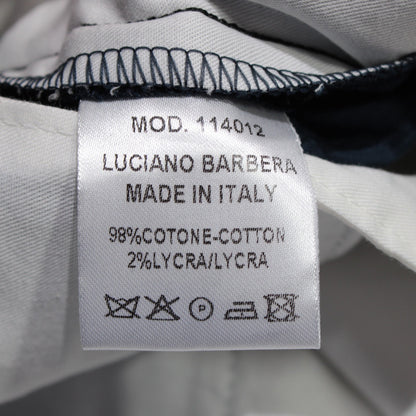 MOD. 114012
LUCIANO BARBERA
MADE IN ITALY
98%COTONE-COTTON
2%LYCRA/LYCRA
P